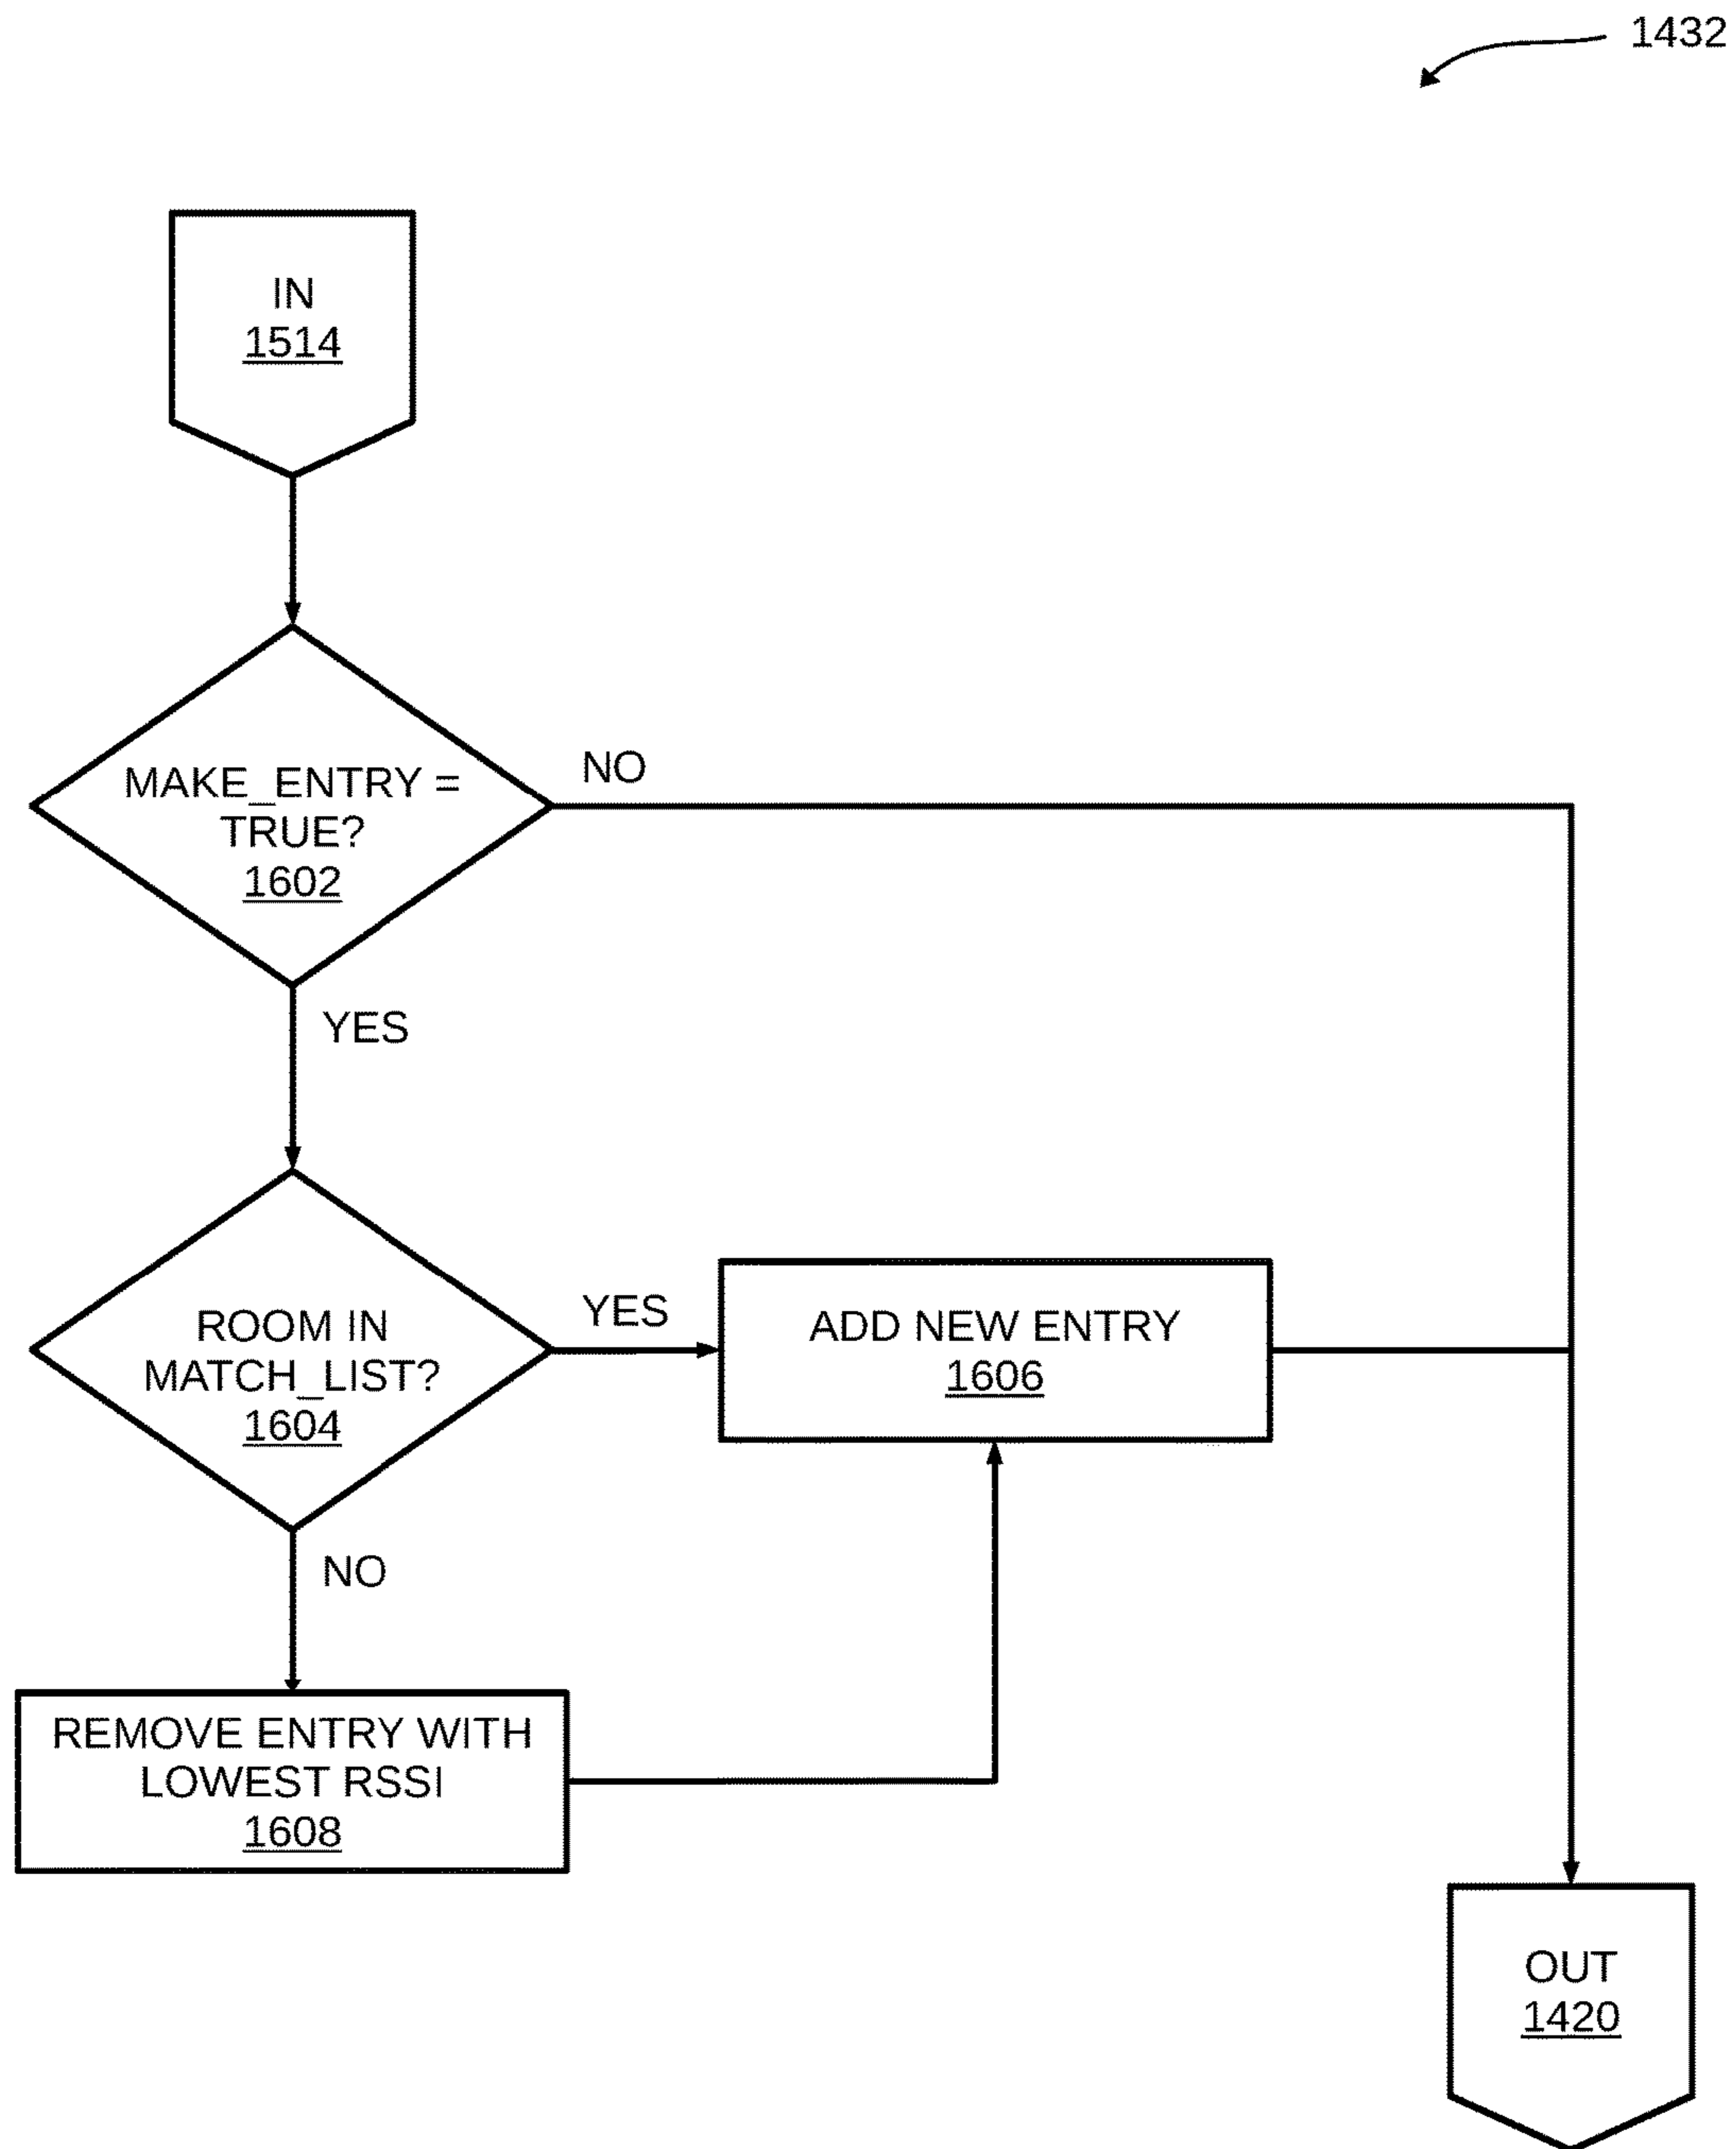 1432
IN
1514
MAKE_ENTRY =
TRUE?
1602
NO
YES
ROOM IN
MATCH_LIST?
1604
YES
ADD NEW ENTRY
1606
NO
REMOVE ENTRY WITH
LOWEST RSSI
1608
OUT
1420